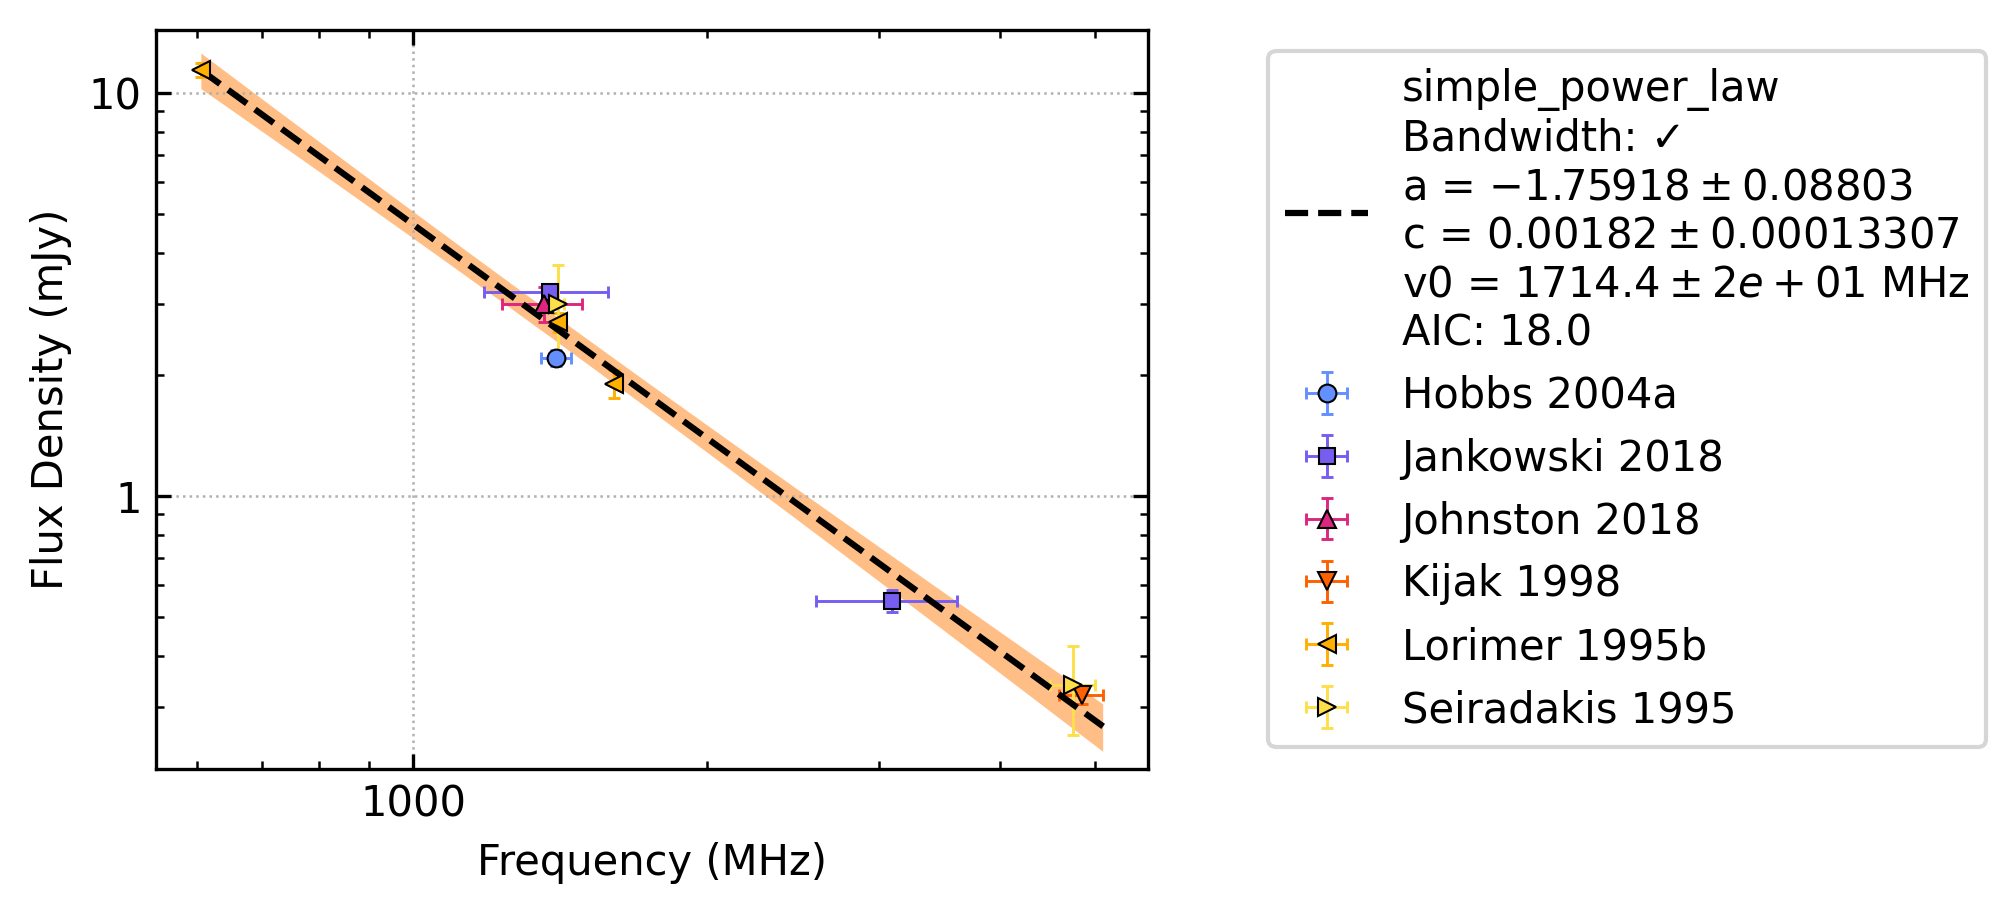 10
1
Flux Density (mJy)
1000
Frequency (MHz)
simple_power_law
Bandwidth: ✓
a = −1.75918 ± 0.08803
c = 0.00182 ± 0.00013307
v0 = 1714.4 ± 2e + 01 MHz
AIC: 18.0
Hobbs 2004a
Jankowski 2018
Johnston 2018
Kijak 1998
Lorimer 1995b
Seiradakis 1995